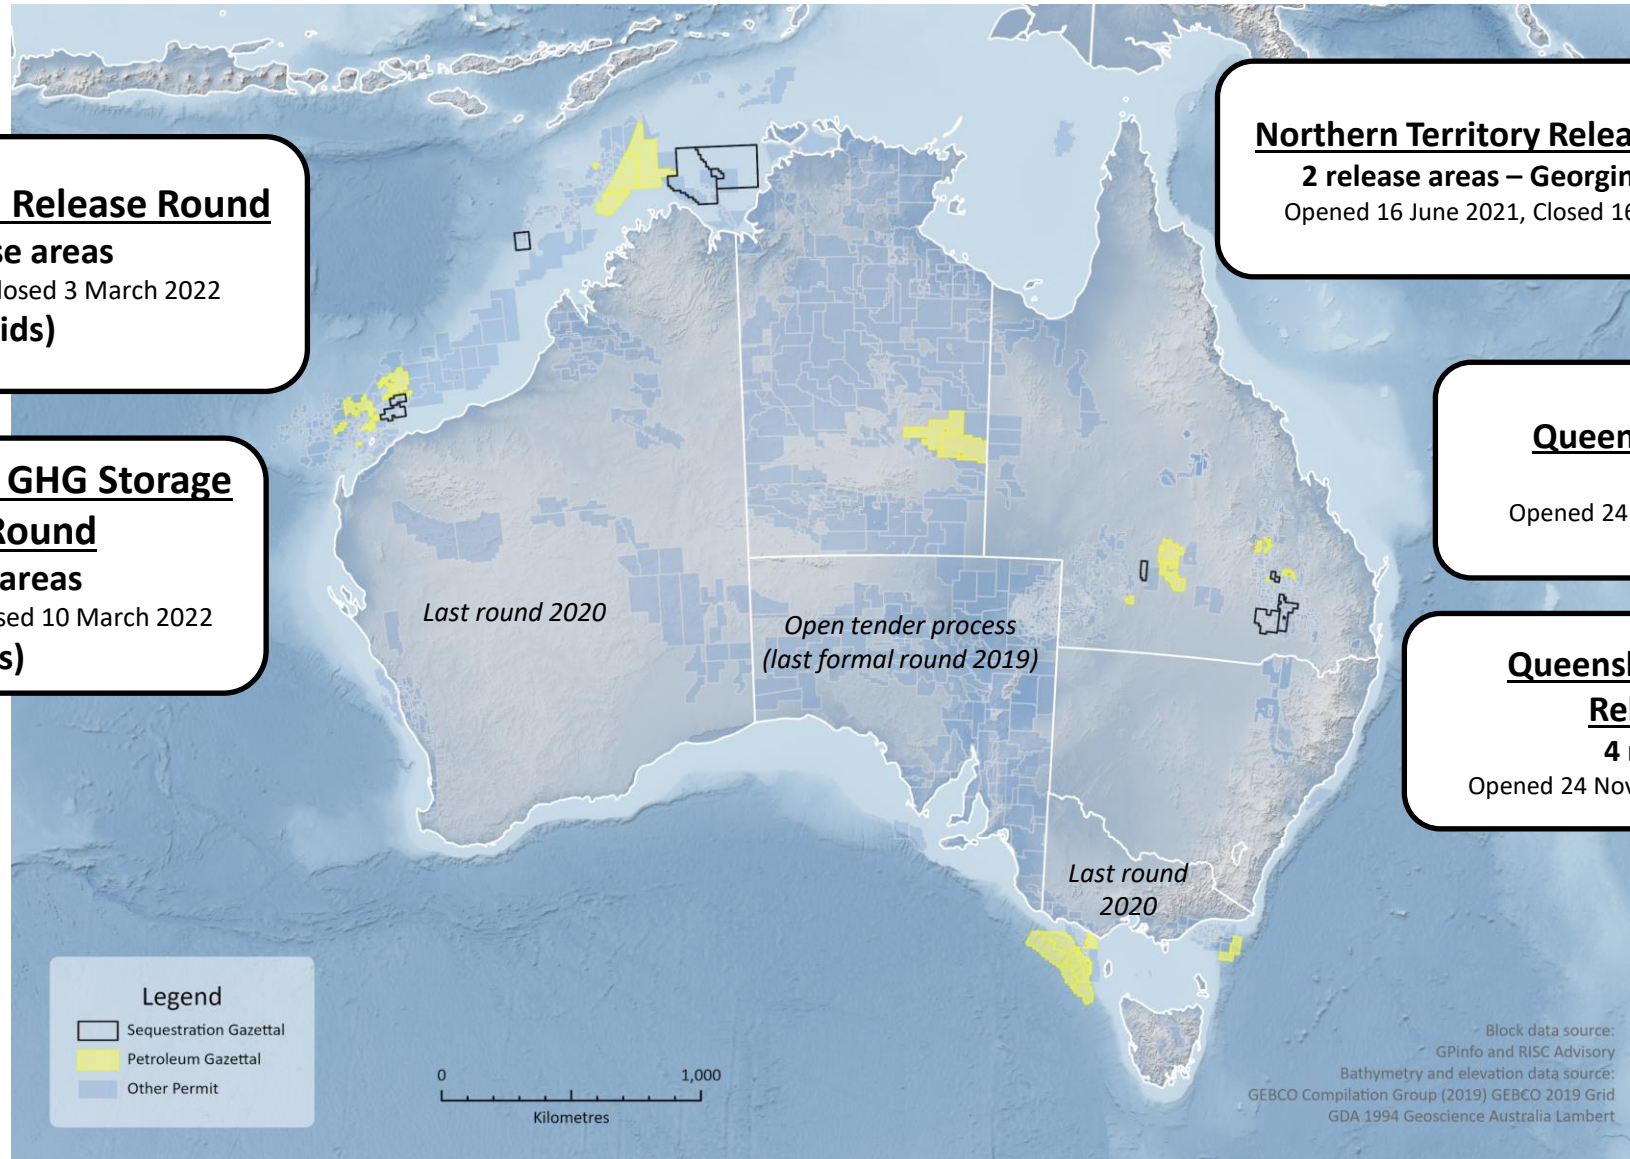 Release Round
se areas
losed 3 March 2022
ids)
GHG Storage
Round
areas
sed 10 March 2022
s)
Northern Territory Relea
2 release areas – Georgin
Opened 16 June 2021, Closed 16
Queen
Opened 24
Queensl
Rel
4 r
Opened 24 Nov
Last round 2020
Open tender process
(last formal round 2019)
Last round
2020
Legend
Sequestration Gazettal
Petroleum Gazettal
Other Permit
0 1,000
Kilometres
Block data source:
GPinfo and RISC Advisory
Bathymetry and elevation data source:
GEBCO Compilation Group (2019) GEBCO 2019 Grid
GDA 1994 Geoscience Australia Lambert